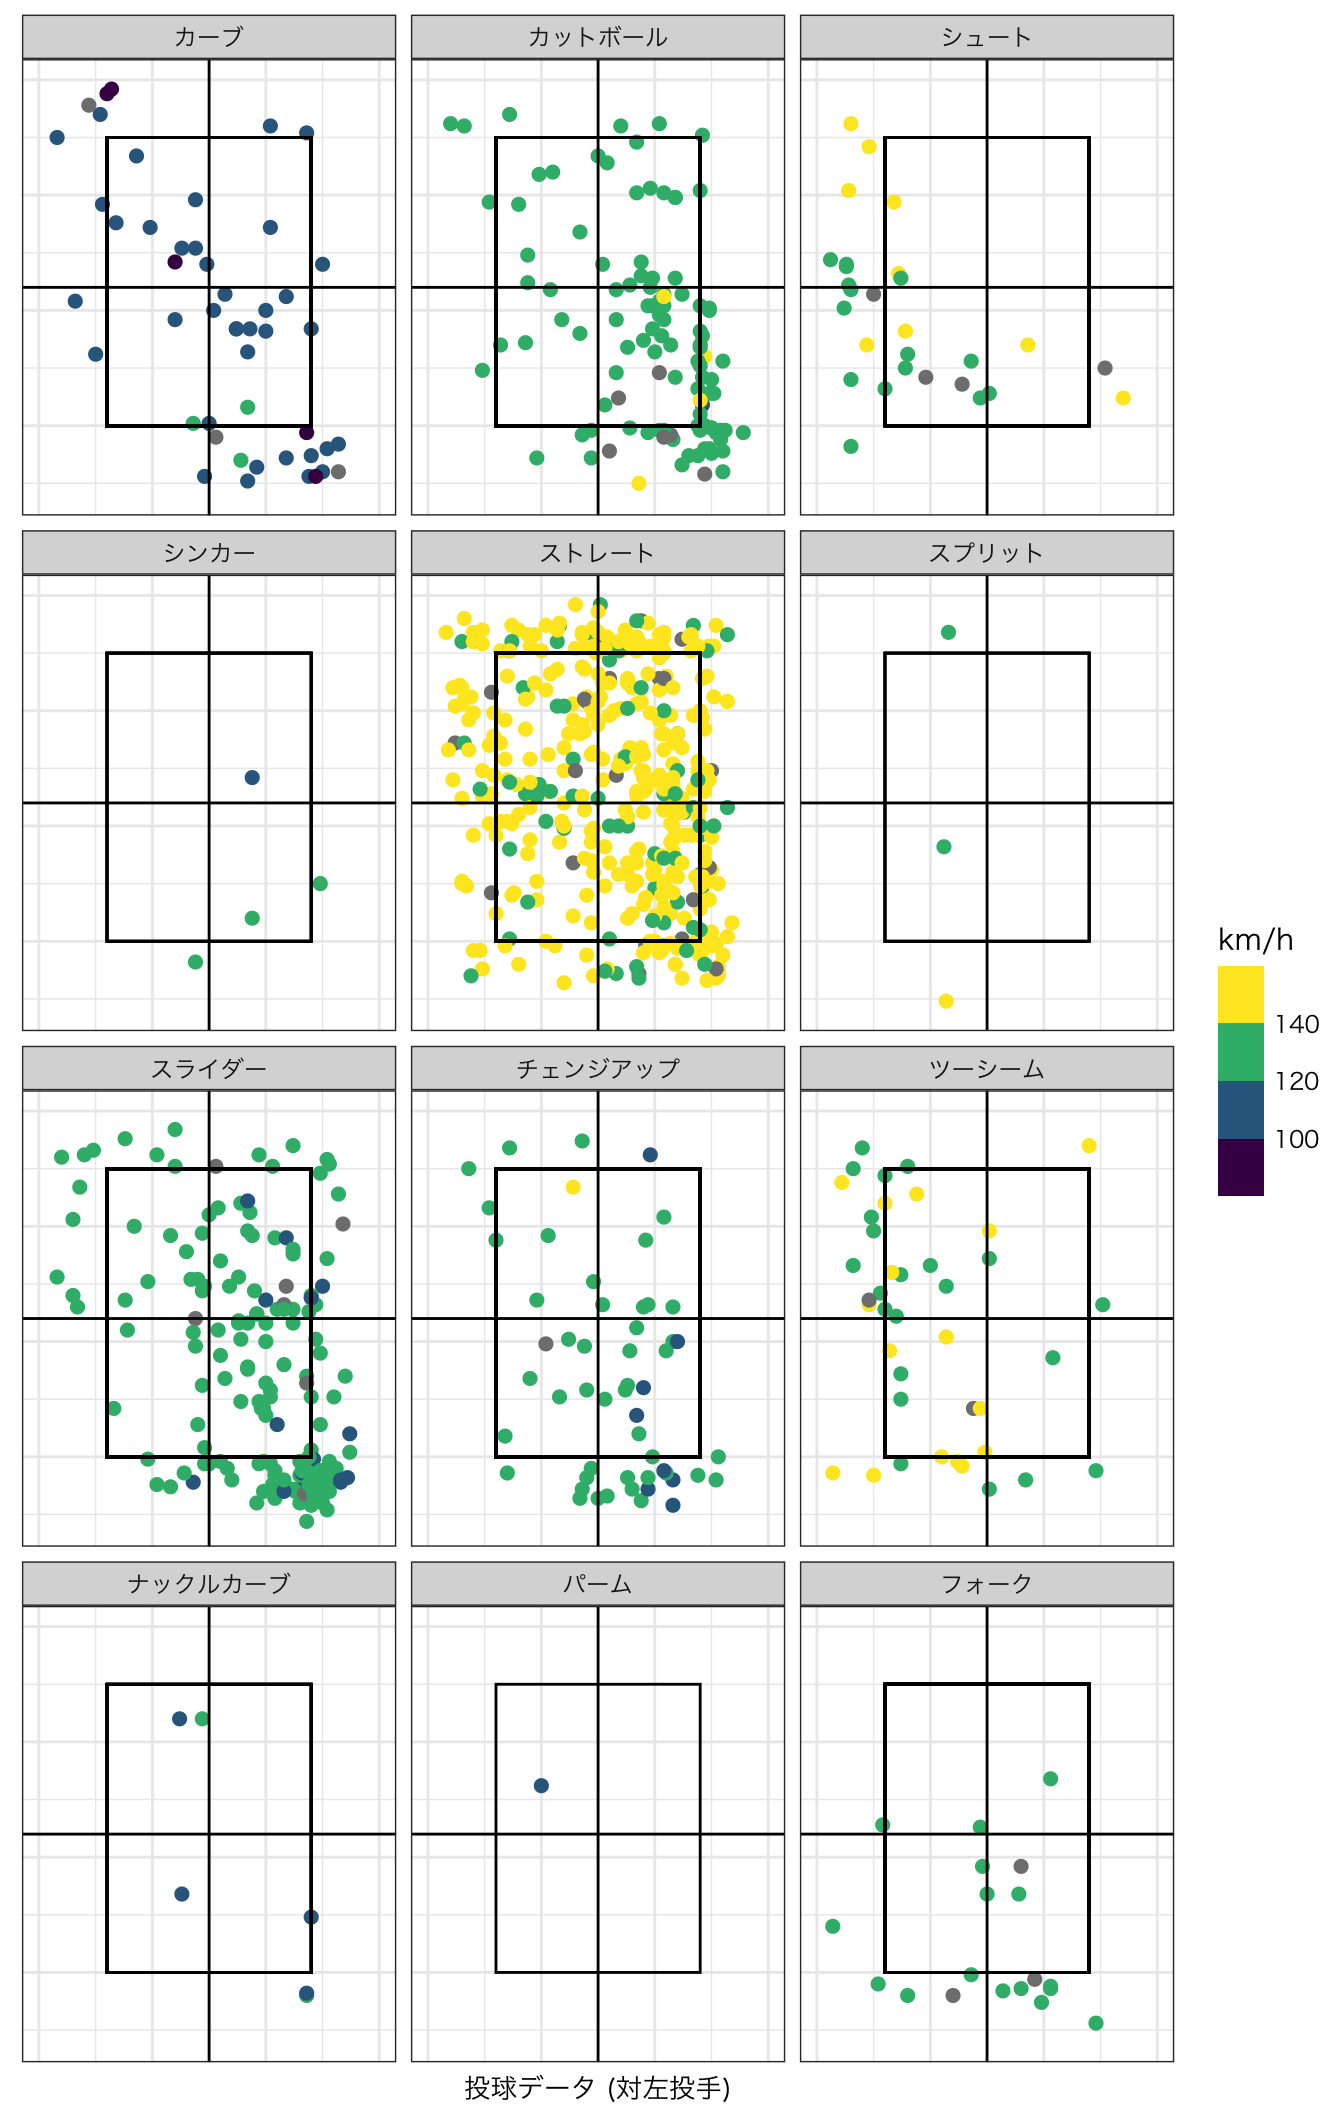 カーブ
カットボール
シュート
シンカー
ストレート
スプリット
スライダー
チェンジアップ
ツーシーム
ナックルカーブ
パーム
フォーク
km/h
140
120
100
投球データ (対左投手)